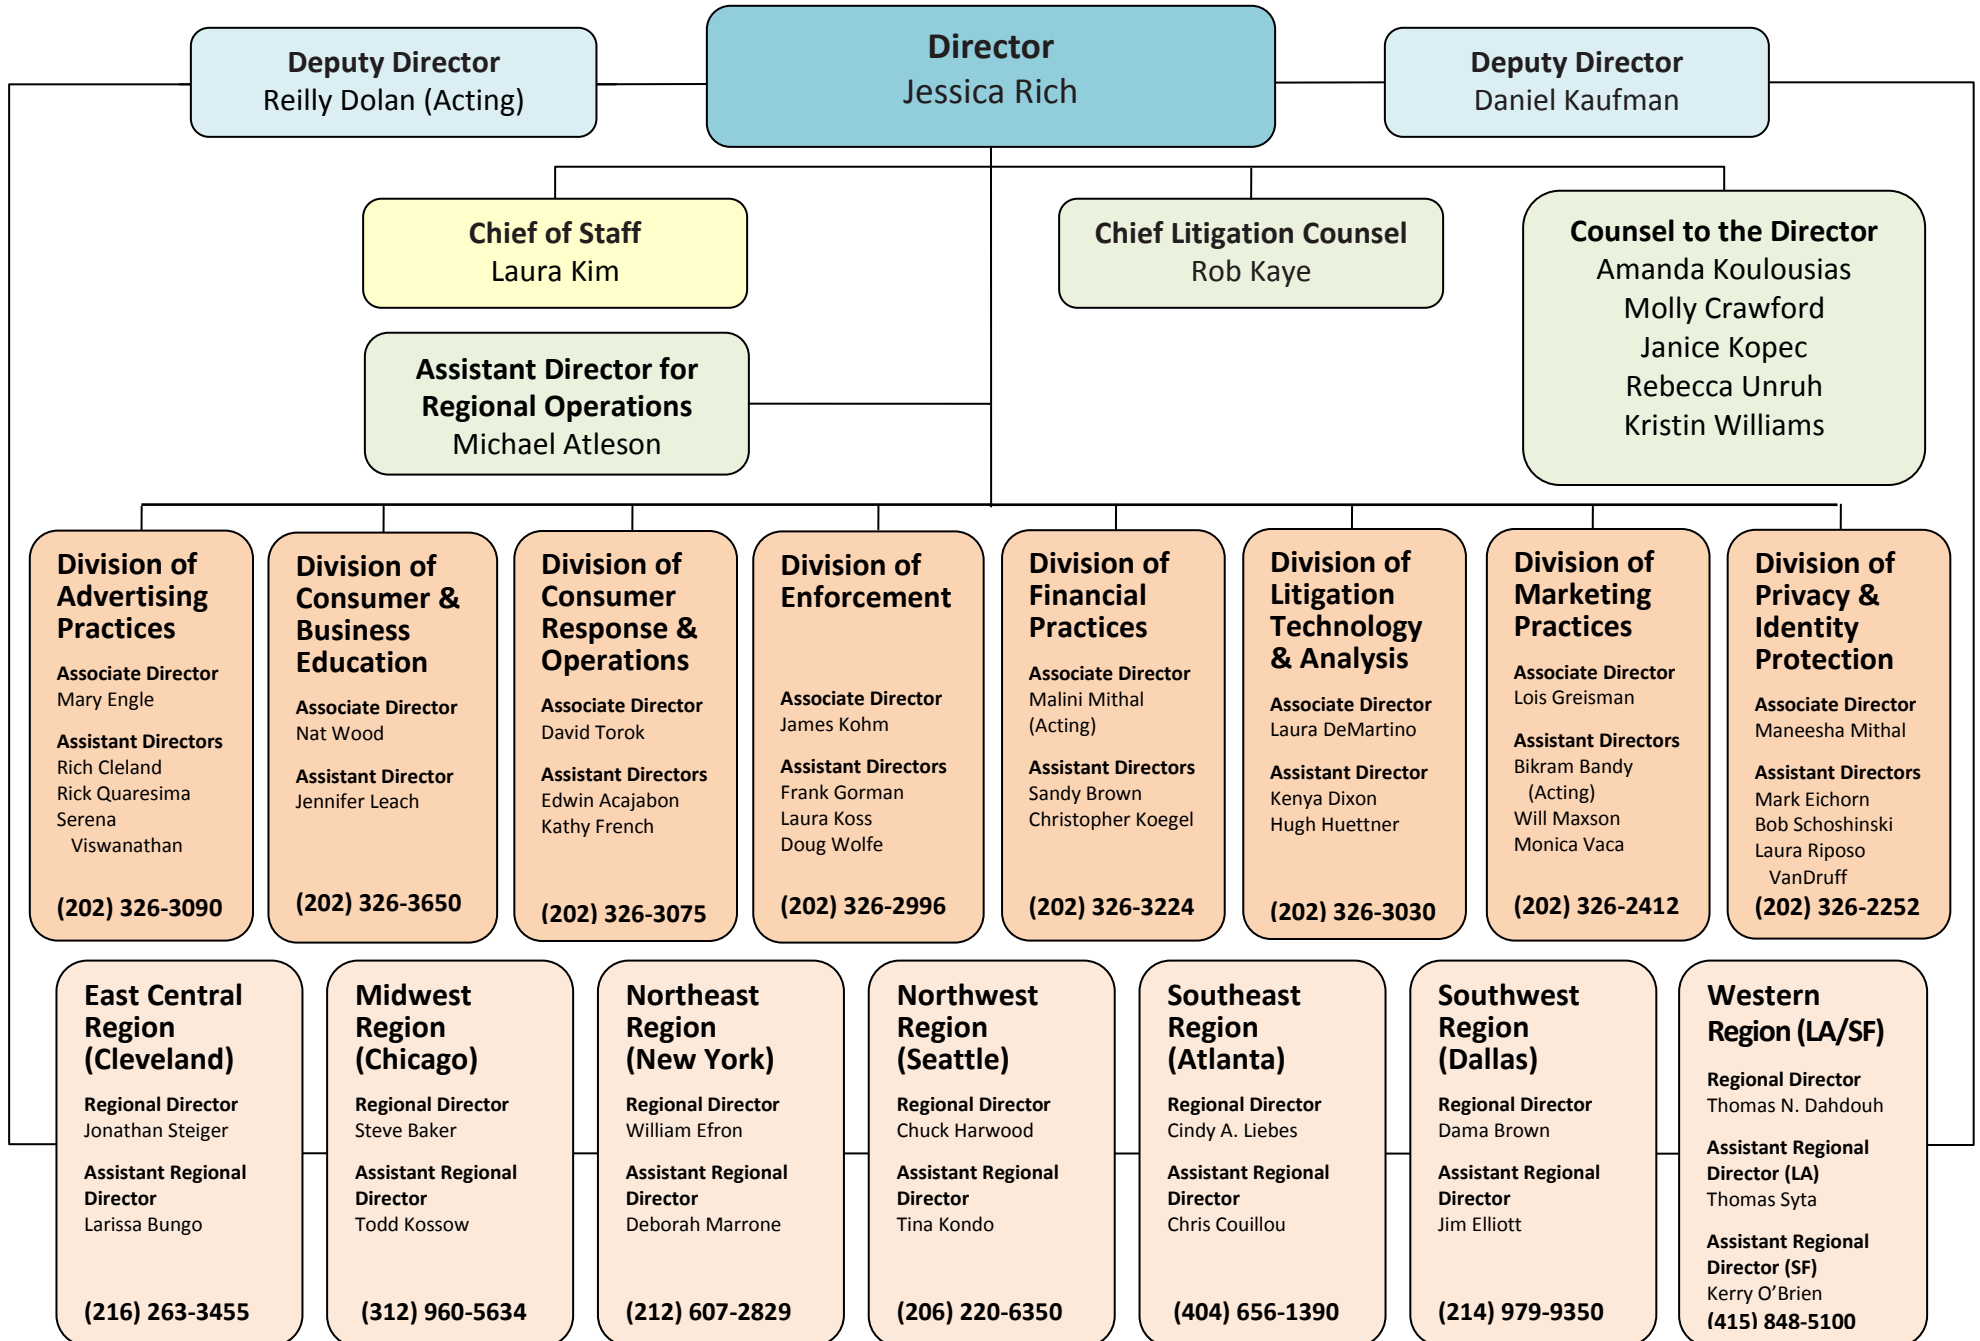 Director
Jessica Rich
Deputy Director
Reilly Dolan (Acting)
Deputy Director
Daniel Kaufman
Chief of Staff
Laura Kim
Chief Litigation Counsel
Rob Kaye
Counsel to the Director
Amanda Koulousias
Molly Crawford
Janice Kopec
Rebecca Unruh
Kristin Williams
Assistant Director for
Regional Operations
Michael Atleson
Division of
Advertising
Practices
Associate Director
Mary Engle
Assistant Directors
Rich Cleland
Rick Quaresima
Serena
Viswanathan
(202) 326-3090
Division of
Consumer &
Business
Education
Associate Director
Nat Wood
Assistant Director
Jennifer Leach
(202) 326-3650
Division of
Consumer
Response &
Operations
Associate Director
David Torok
Assistant Directors
Edwin Acajabon
Kathy French
(202) 326-3075
Division of
Enforcement
Associate Director
James Kohm
Assistant Directors
Frank Gorman
Laura Koss
Doug Wolfe
(202) 326-2996
Division of
Financial
Practices
Associate Director
Malini Mithal
(Acting)
Assistant Directors
Sandy Brown
Christopher Koegel
(202) 326-3224
Division of
Litigation
Technology
& Analysis
Associate Director
Laura DeMartino
Assistant Director
Kenya Dixon
Hugh Huettner
(202) 326-3030
Division of
Marketing
Practices
Associate Director
Lois Greisman
Assistant Directors
Bikram Bandy
(Acting)
Will Maxson
Monica Vaca
(202) 326-2412
Division of
Privacy &
Identity
Protection
Associate Director
Maneesha Mithal
Assistant Directors
Mark Eichorn
Bob Schoshinski
Laura Riposo
VanDruff
(202) 326-2252
East Central
Region
(Cleveland)
Regional Director
Jonathan Steiger
Assistant Regional
Director
Larissa Bungo
(216) 263-3455
Midwest
Region
(Chicago)
Regional Director
Steve Baker
Assistant Regional
Director
Todd Kossow
(312) 960-5634
Northeast
Region
(New York)
Regional Director
William Efron
Assistant Regional
Director
Deborah Marrone
(212) 607-2829
Northwest
Region
(Seattle)
Regional Director
Chuck Harwood
Assistant Regional
Director
Tina Kondo
(206) 220-6350
Southeast
Region
(Atlanta)
Regional Director
Cindy A. Liebes
Assistant Regional
Director
Chris Couillou
(404) 656-1390
Southwest
Region
(Dallas)
Regional Director
Dama Brown
Assistant Regional
Director
Jim Elliott
(214) 979-9350
Western
Region (LA/SF)
Regional Director
Thomas N. Dahdouh
Assistant Regional
Director (LA)
Thomas Syta
Assistant Regional
Director (SF)
Kerry O’Brien
(415) 848-5100